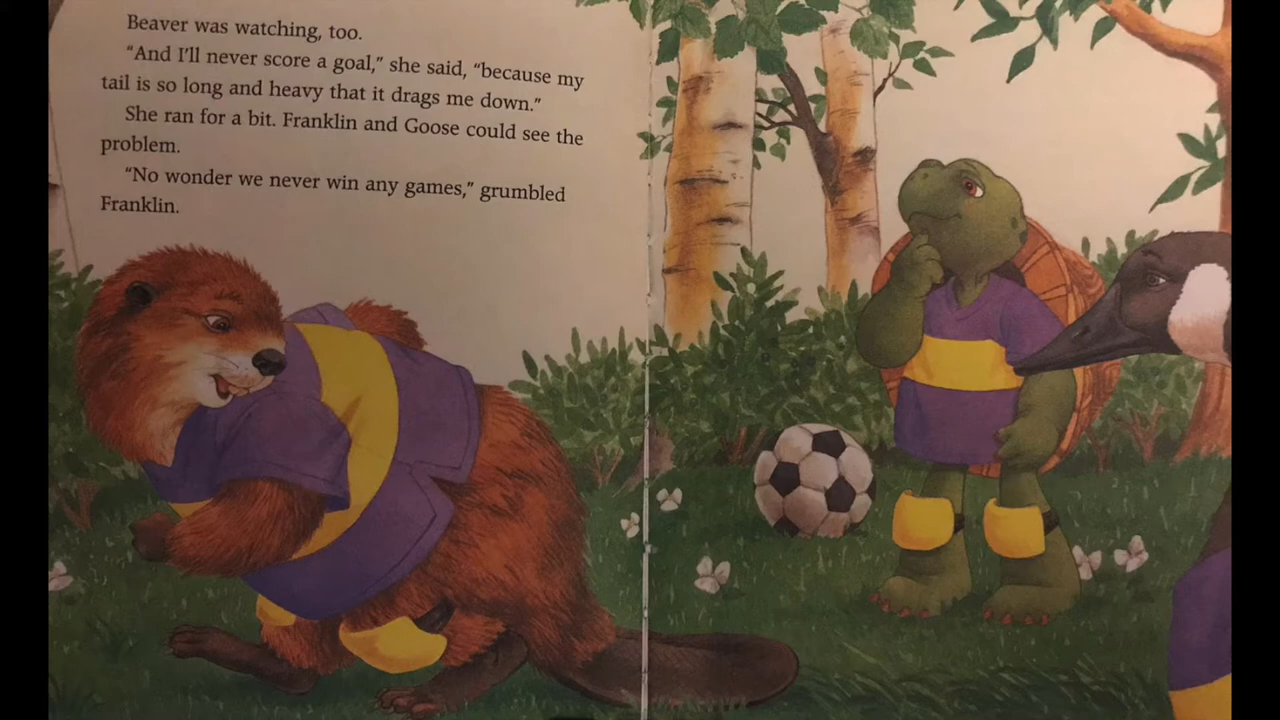 Beaver was watching, too.
“And I’ll never score a goal,” she said, “because my
tail is so long and heavy that it drags me down.”
She ran for a bit. Franklin and Goose could see the
problem.
“No wonder we never win any games,” grumbled
Franklin.